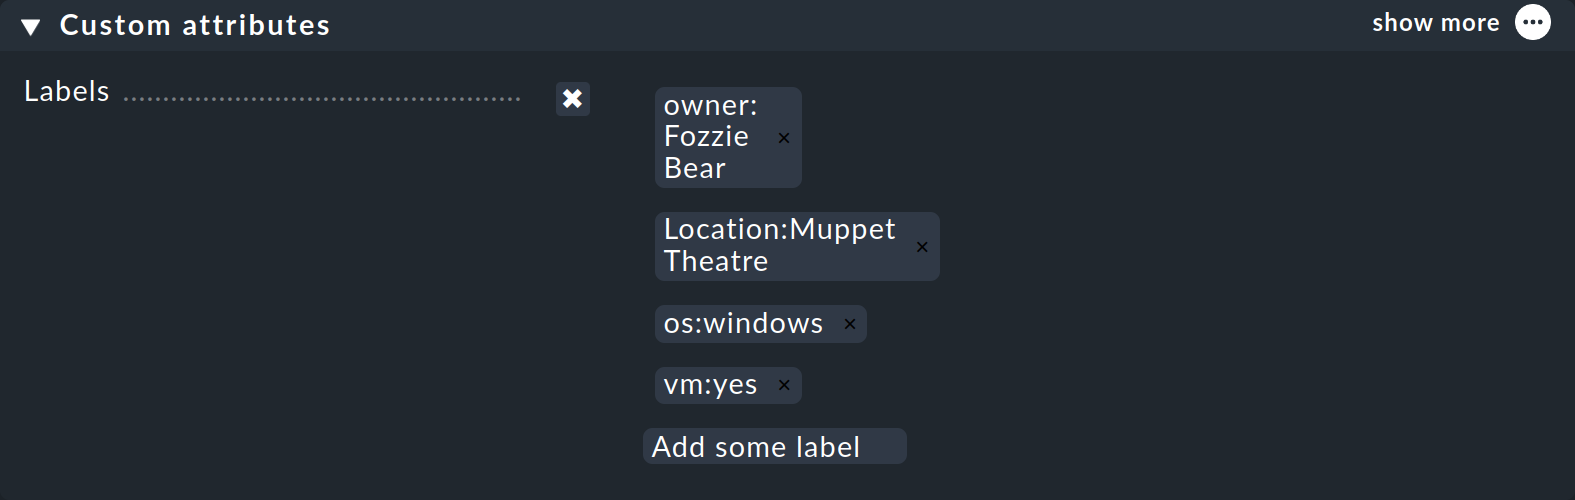 Custom attributes
show more
Labels
owner:
Fozzie
Bear
Location:Muppet
Theatre
os:windows
vm:yes
Add some label